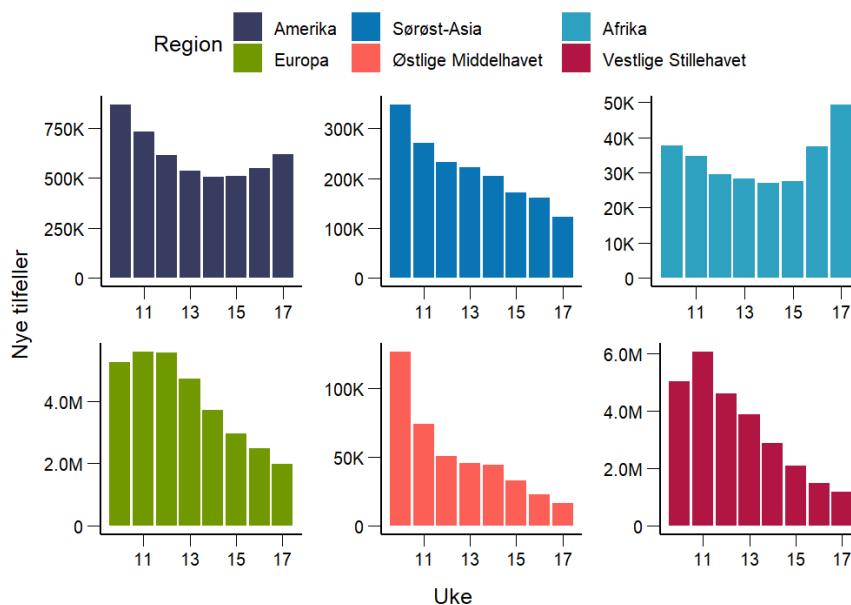 Region
Amerika
Sørøst-Asia
Afrika
Europa
Østlige Middelhavet
Vestlige Stillehavet
Nye tilfeller
750K
500K
250K
0
11 13 15 17
300K
200K
100K
0
11 13 15 17
50K
40K
30K
20K
10K
0
11 13 15 17
4.0M
2.0M
0
11 13 15 17
100K
50K
0
11 13 15 17
6.0M
4.0M
2.0M
0
11 13 15 17
Uke